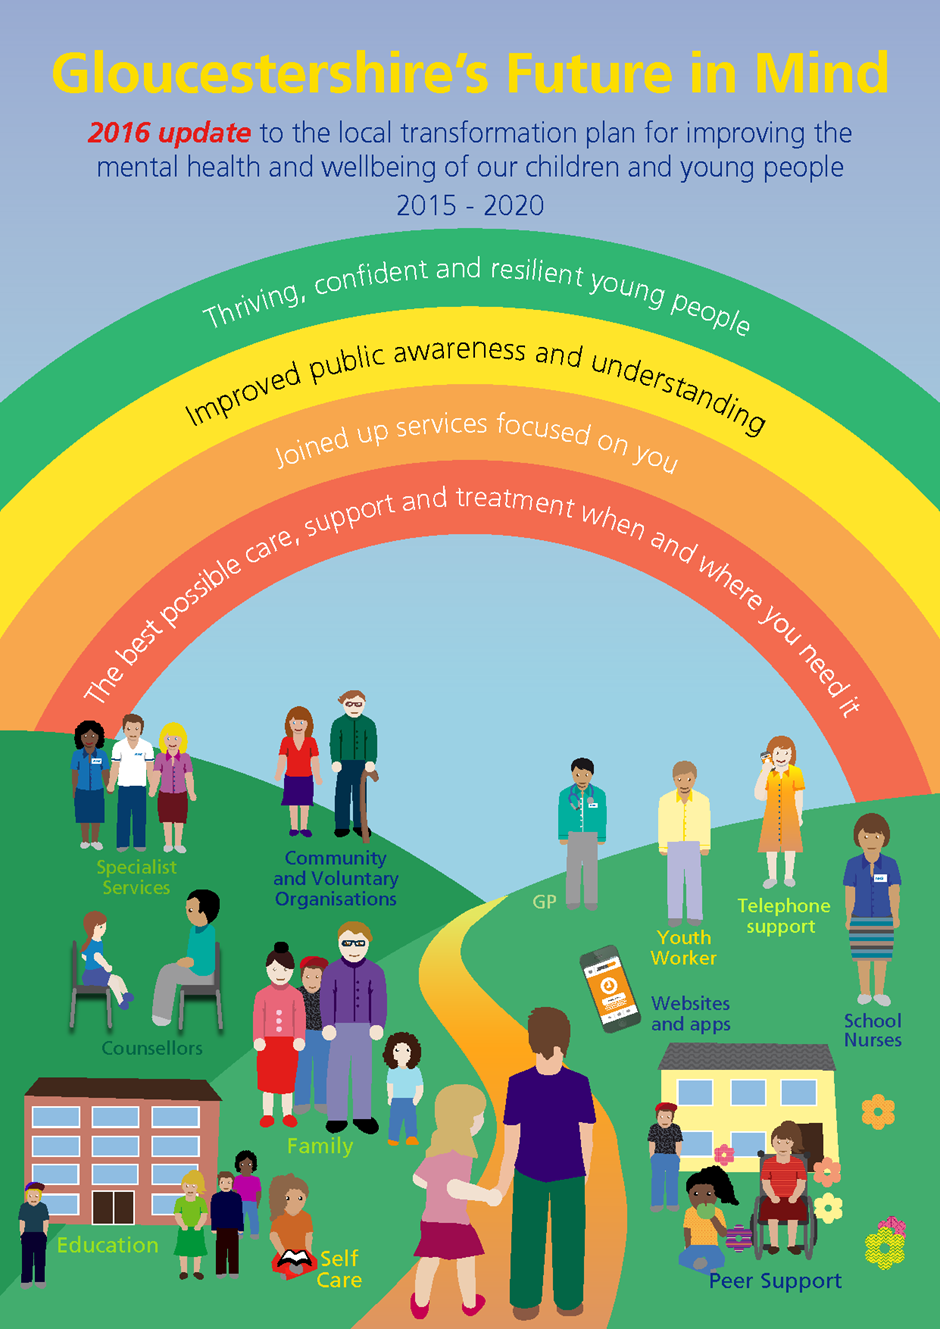 Gloucestershire's Future in Mind
2016 update to the local transformation plan for improving the
mental health and wellbeing of our children and young people
2015 - 2020
Thriving, confident and resilient young people
Improved public awareness and understanding
Joined up services focused on you
The best possible care, support and treatment when and where you need it
Specialist
Services
Community
and Voluntary
Organisations
GP
Youth
Worker
Telephone
support
School
Nurses
Websites
and apps
Counsellors
Family
Education
Self
Care
Peer Support